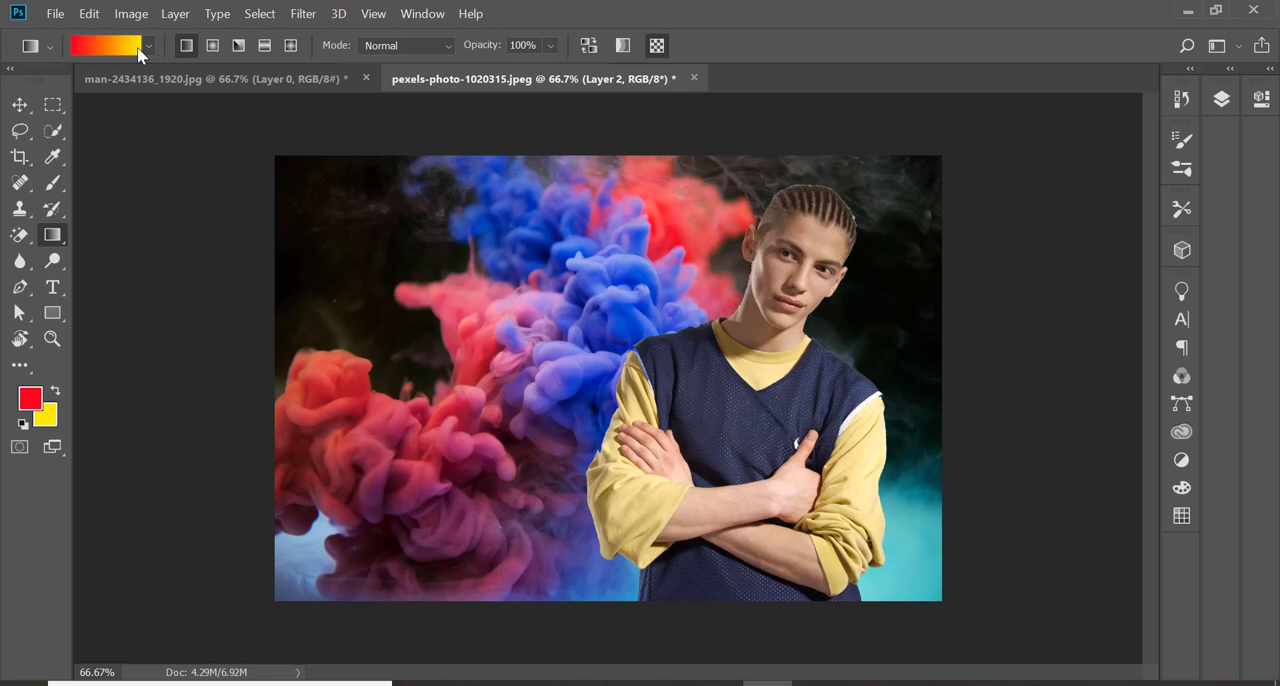 Ps File Edit Image Layer Type Select Filter 3D View Window Help
Mode: Normal Opacity: 100%
man-2434136_1920.jpg @ 66.7% (Layer 0, RGB/8#) * pexels-photo-1020315.jpeg @ 66.7% (Layer 2, RGB/8*) *
66.67% Doc: 4.29M/6.92M